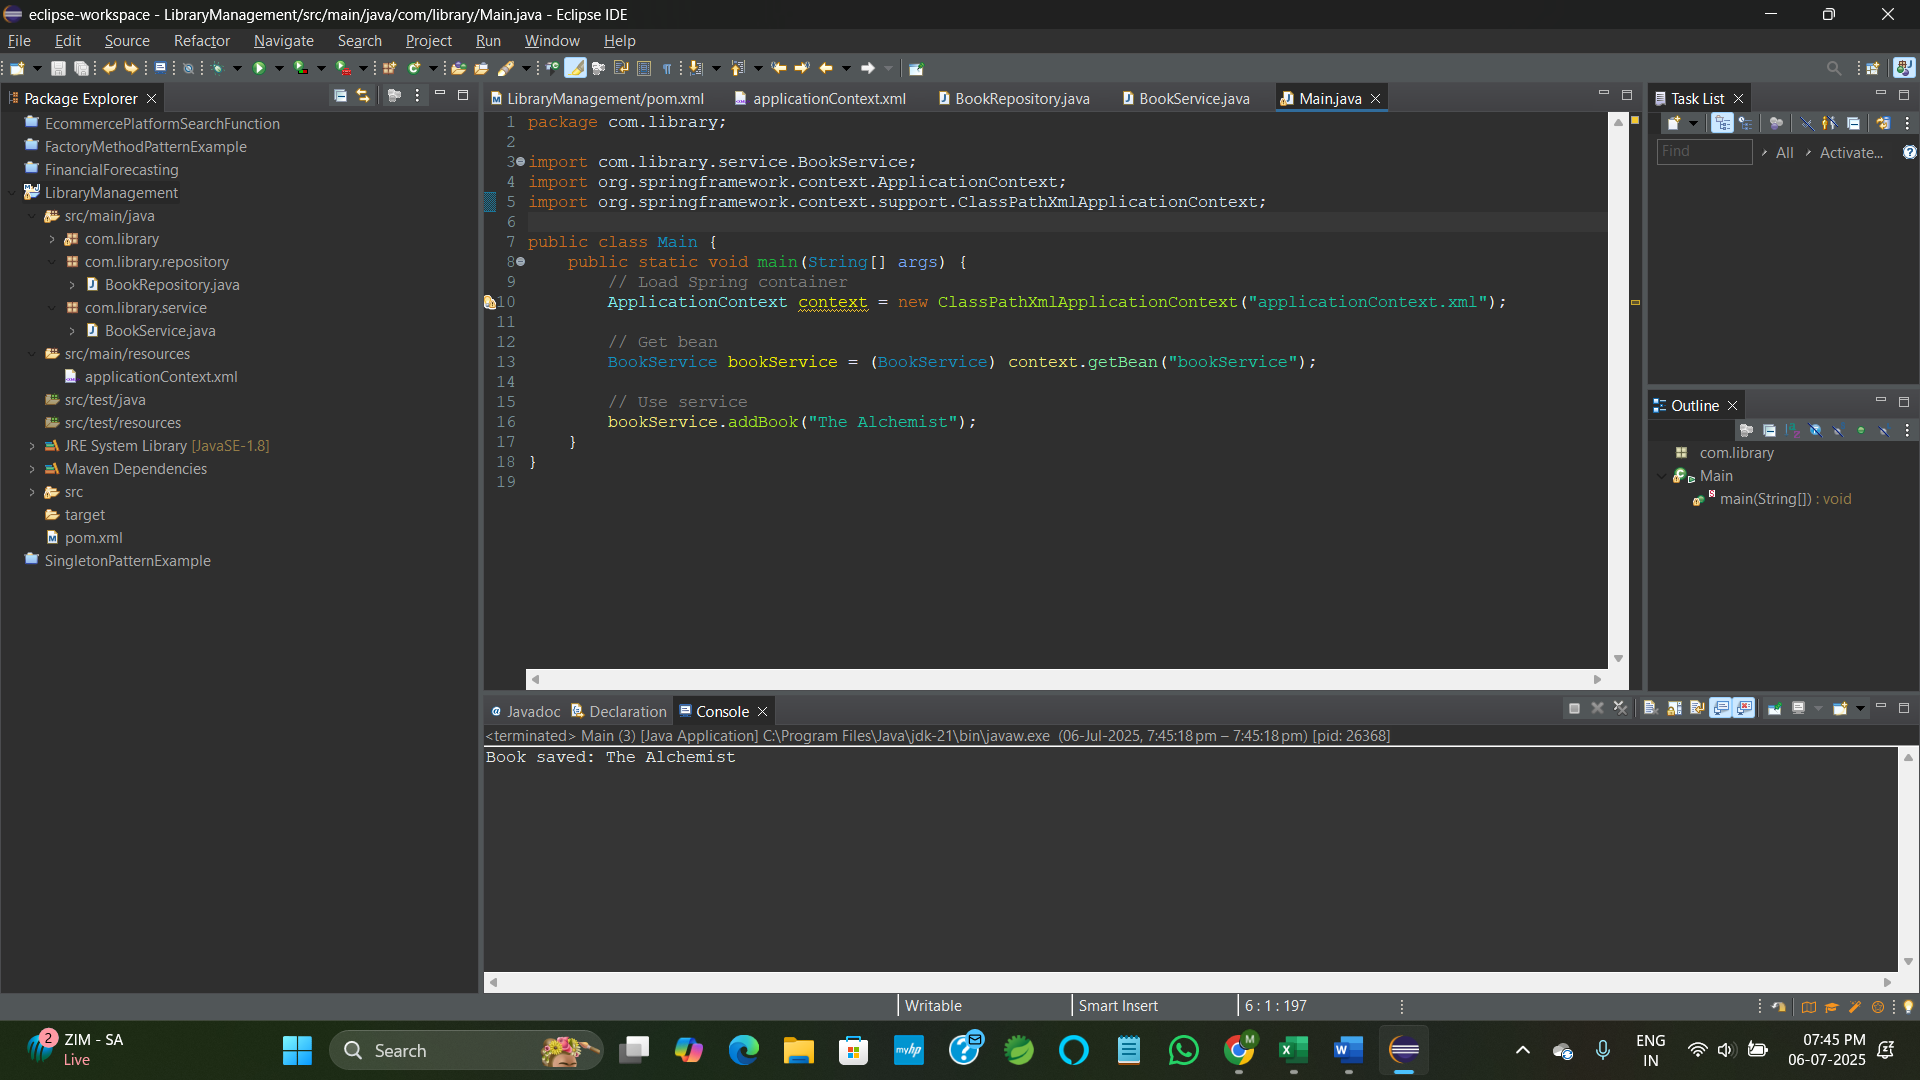 eclipse-workspace - LibraryManagement/src/main/java/com/library/Main.java - Eclipse IDE
File Edit Source Refactor Navigate Search Project Run Window Help
Package Explorer
EcommercePlatformSearchFunction
FactoryMethodPatternExample
FinancialForecasting
LibraryManagement
src/main/java
com.library
com.library.repository
BookRepository.java
com.library.service
BookService.java
src/main/resources
applicationContext.xml
src/test/java
src/test/resources
JRE System Library [JavaSE-1.8]
Maven Dependencies
src
target
pom.xml
SingletonPatternExample
LibraryManagement/pom.xml applicationContext.xml BookRepository.java BookService.java Main.java
1 package com.library;
2
3 import com.library.service.BookService;
4 import org.springframework.context.ApplicationContext;
5 import org.springframework.context.support.ClassPathXmlApplicationContext;
6
7 public class Main {
8 public static void main(String[] args) {
9 // Load Spring container
10 ApplicationContext context = new ClassPathXmlApplicationContext("applicationContext.xml");
11
12 // Get bean
13 BookService bookService = (BookService) context.getBean("bookService");
14
15 // Use service
16 bookService.addBook("The Alchemist");
17 }
18 }
19
Task List
Find All Activate...
Outline
com.library
Main
main(String[]) : void
Javadoc Declaration Console
<terminated> Main (3) [Java Application] C:\Program Files\Java\jdk-21\bin\javaw.exe (06-Jul-2025, 7:45:18 pm – 7:45:18 pm) [pid: 26368]
Book saved: The Alchemist
Writable Smart Insert 6 : 1 : 197
2
ZIM - SA
Live
Search
myhp
M
ENG
IN
07:45 PM
06-07-2025